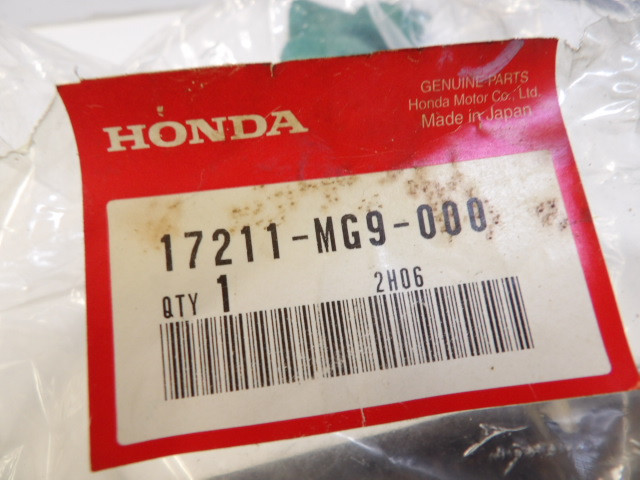 HONDA
GENUINE PARTS
Honda Motor Co., Ltd.
Made in Japan
17211-MG9-000
QTY 1 2H06